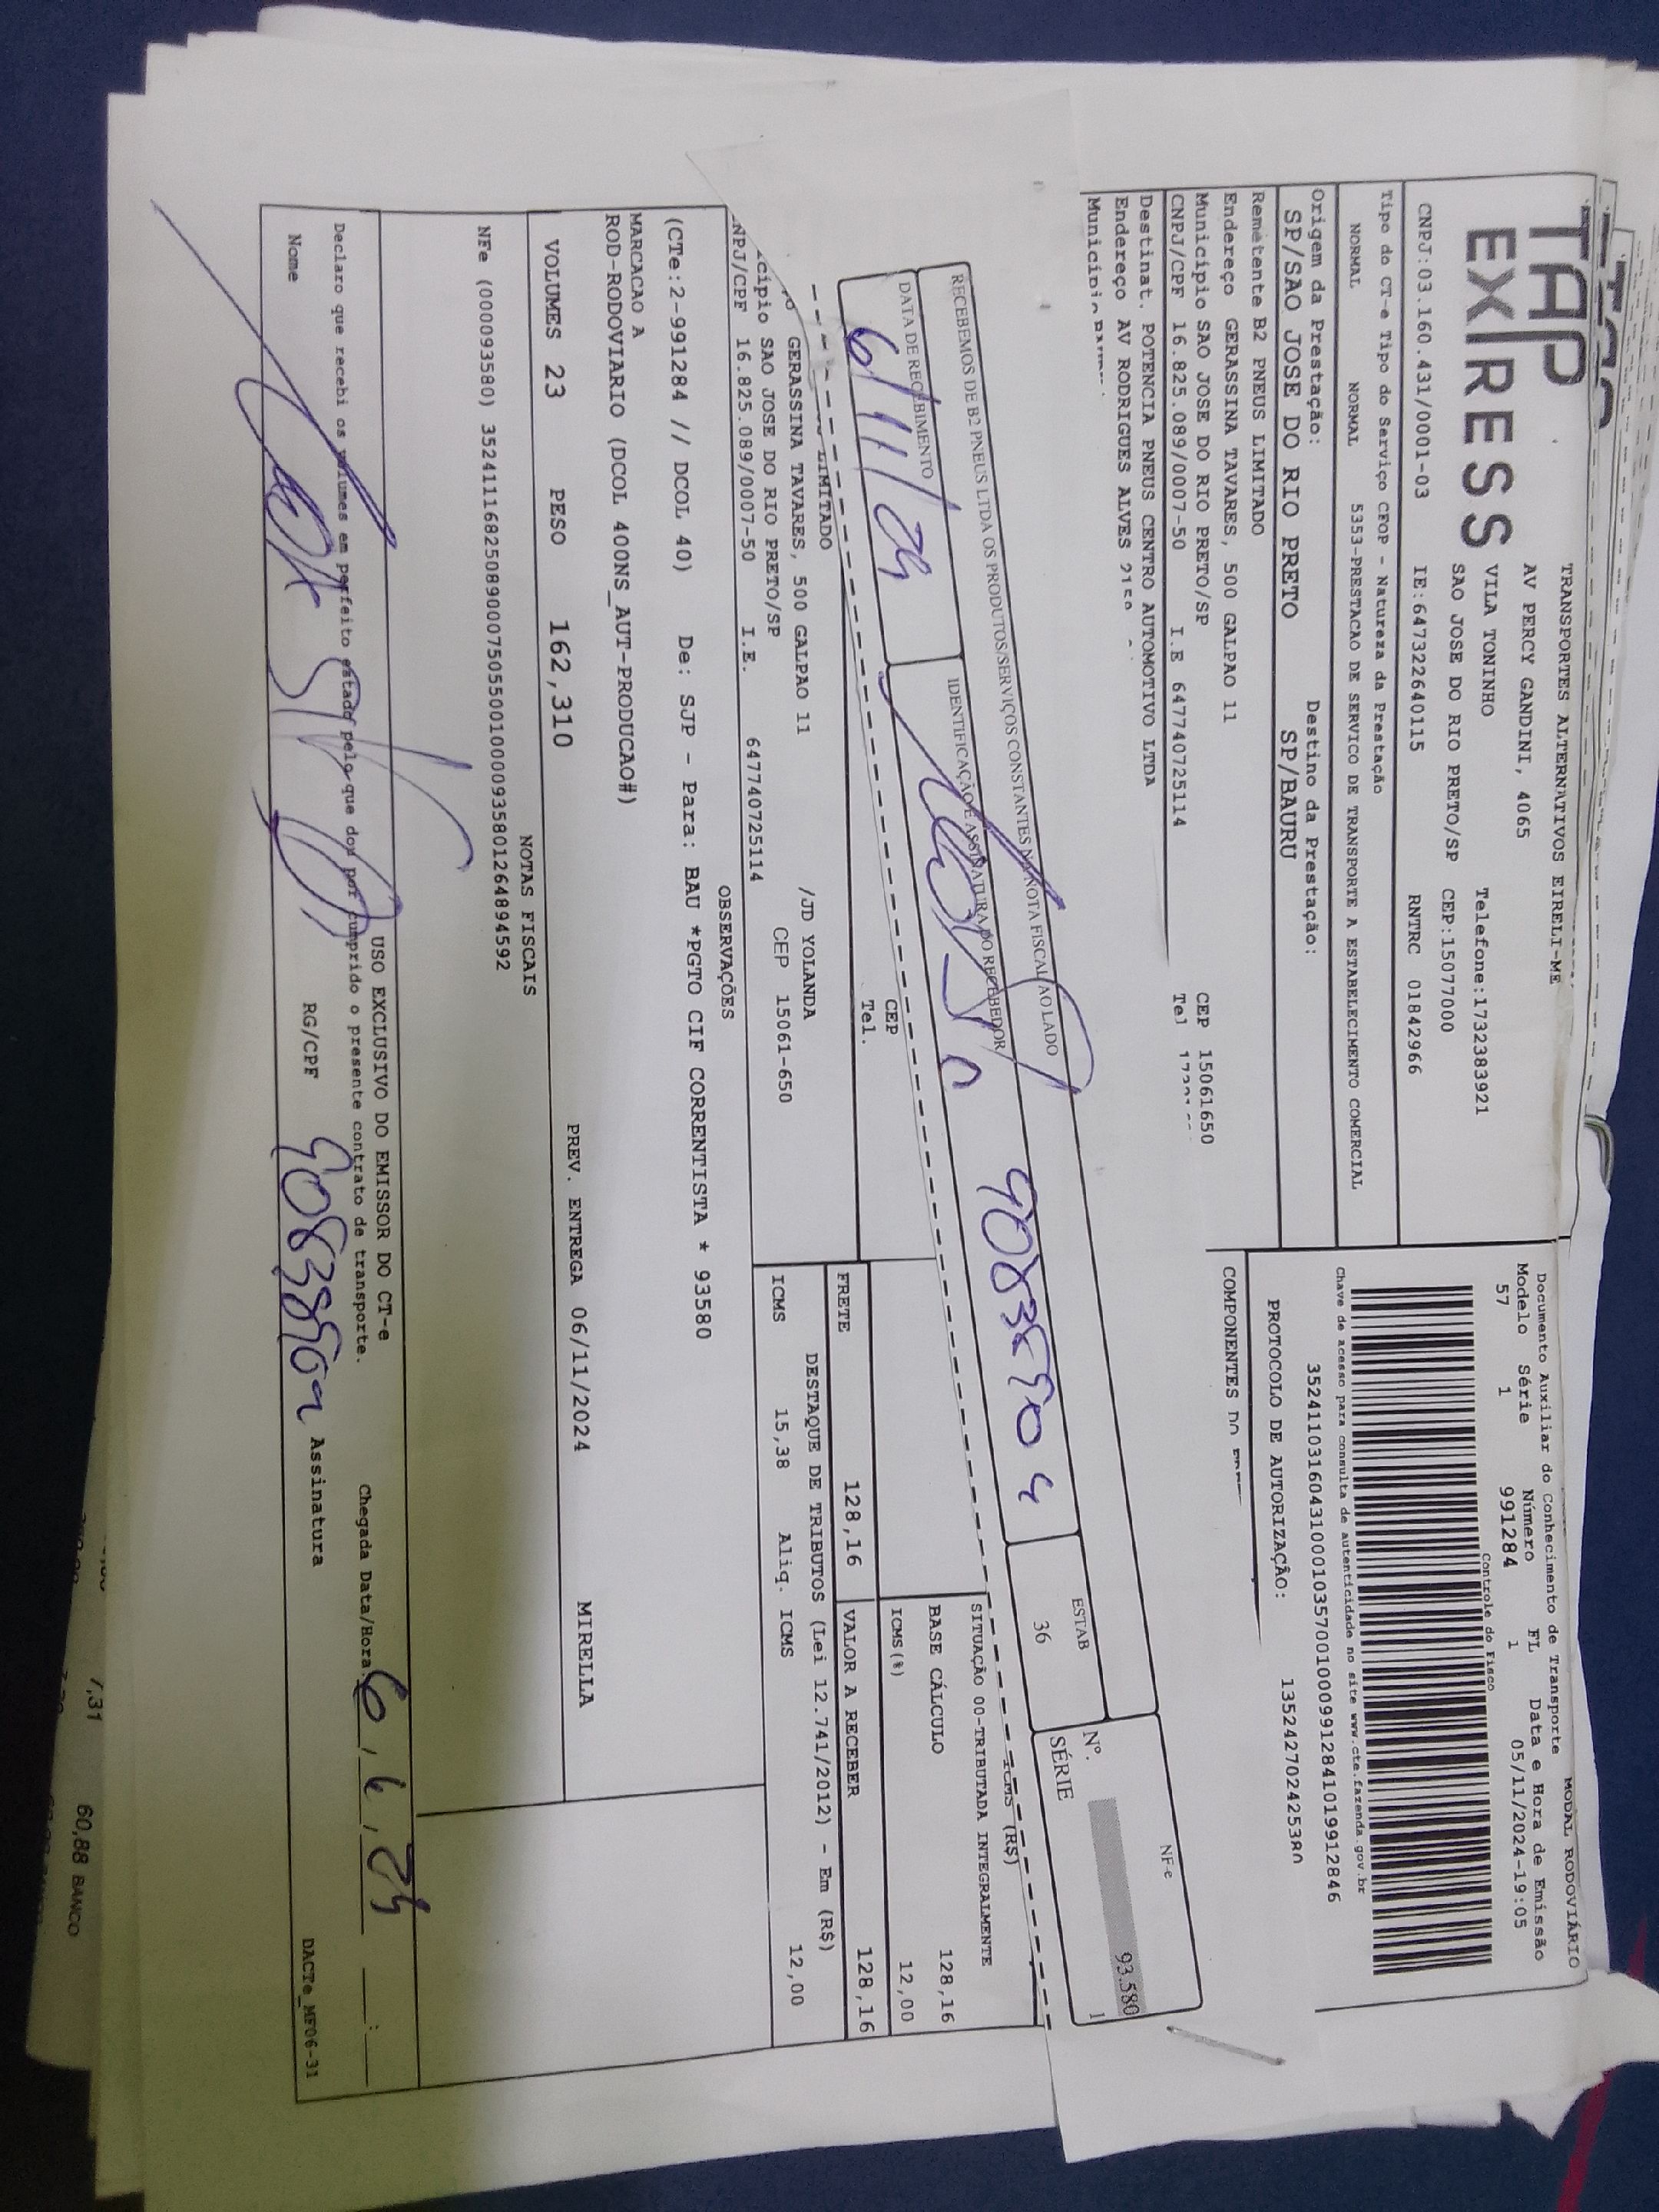 TAP
EXPRESS
TRANSPORTES ALTERNATIVOS EIRELI-ME
AV PERCY GANDINI, 4065
VILA TONINHO Telefone:1732383921
SAO JOSE DO RIO PRETO/SP CEP:15077000
CNPJ:03.160.431/0001-03 IE:647322640115 RNTRC 01842966
MODAL RODOVIÁRIO
Documento Auxiliar do Conhecimento de Transporte
Modelo Série Número FL Data e Hora de Emissão
57 1 991284 1 05/11/2024-19:05
Controle do Fisco
Chave de acesso para consulta de autenticidade no site www.cte.fazenda.gov.br
35241103160431000103570010009912841019912846
PROTOCOLO DE AUTORIZAÇÃO: 135242702425380
Tipo do CT-e Tipo do Serviço CFOP - Natureza da Prestação
NORMAL NORMAL 5353-PRESTACAO DE SERVICO DE TRANSPORTE A ESTABELECIMENTO COMERCIAL
Origem da Prestação: Destino da Prestação:
SP/SAO JOSE DO RIO PRETO SP/BAURU
Remetente B2 PNEUS LIMITADO
Endereço GERASSINA TAVARES, 500 GALPAO 11
Municipio SAO JOSE DO RIO PRETO/SP CEP 15061650
CNPJ/CPF 16.825.089/0007-50 I.E 647740725114 Tel
Destinat. POTENCIA PNEUS CENTRO AUTOMOTIVO LTDA
Endereço AV RODRIGUES ALVES
Municipio
COMPONENTES DO
RECEBEMOS DE B2 PNEUS LTDA OS PRODUTOS/SERVIÇOS CONSTANTES NA NOTA FISCAL AO LADO
DATA DE RECEBIMENTO IDENTIFICAÇÃO E ASSINATURA DO RECEBEDOR ESTAB
6/11/24 36
NF-e
Nº. 93.580
SÉRIE 1
ICMS (R$)
SITUAÇÃO 00-TRIBUTADA INTEGRALMENTE
BASE CÁLCULO 128,16
ICMS(%) 12,00
FRETE 128,16 VALOR A RECEBER 128,16
DESTAQUE DE TRIBUTOS (Lei 12.741/2012) - Em (R$)
ICMS 15,38 Aliq. ICMS 12,00
CEP
Tel.
LIMITADO
GERASSINA TAVARES, 500 GALPAO 11 /JD YOLANDA
cipio SAO JOSE DO RIO PRETO/SP CEP 15061-650
NPJ/CPF 16.825.089/0007-50 I.E. 647740725114
OBSERVAÇÕES
(CTe:2-991284 // DCOL 40) De: SJP - Para: BAU *PGTO CIF CORRENTISTA * 93580
MARCACAO A
ROD-RODOVIARIO (DCOL 400NS_AUT-PRODUCAO#)
VOLUMES 23 PESO 162,310 PREV. ENTREGA 06/11/2024 MIRELLA
NOTAS FISCAIS
NFe (000093580) 35241116825089000750550010000935801264894592
USO EXCLUSIVO DO EMISSOR DO CT-e
Declaro que recebi os volumes em perfeito estado pelo que dou por cumprido o presente contrato de transporte. Chegada Data/Hora
Nome RG/CPF Assinatura
DACTe_MF06-31
7,31 60,88 BANCO